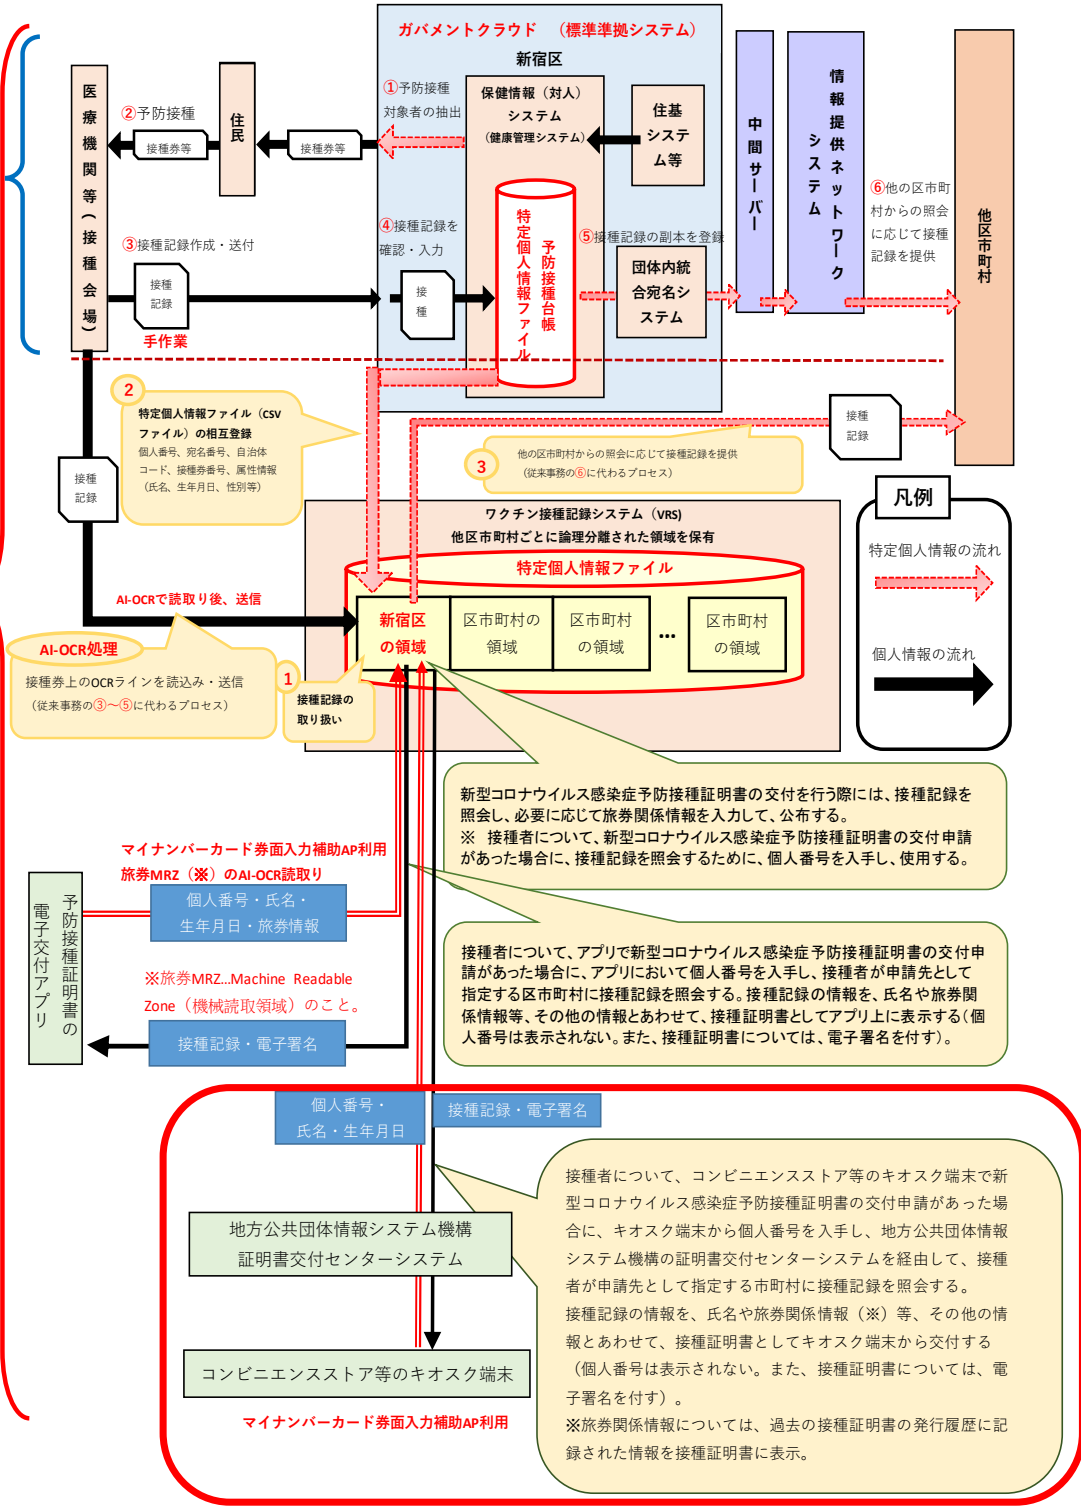 ガバメントクラウド　（標準準拠システム）
新宿区
①予防接種
対象者の抽出
保健情報（対人）
システム
（健康管理システム）
住基
システ
ム等
医療機関等（接種会場）
②予防接種
接種券等
住民
接種券等
中間サーバー
情報提供ネットワーク
システム
⑥他の区市町
村からの照会
に応じて接種
記録を提供
他区市町村
③接種記録作成・送付
接種
記録
手作業
④接種記録を
確認・入力
接
種
予防接種台帳
特定個人情報ファイル
⑤接種記録の副本を登録
団体内統
合宛名シ
ステム
2
特定個人情報ファイル（CSV
ファイル）の相互登録
個人番号、宛名番号、自治体
コード、接種券番号、属性情報
（氏名、生年月日、性別等）
接種
記録
接種
記録
3
他の区市町村からの照会に応じて接種記録を提供
（従来事務の⑥に代わるプロセス）
凡例
特定個人情報の流れ
個人情報の流れ
ワクチン接種記録システム（VRS)
他区市町村ごとに論理分離された領域を保有
特定個人情報ファイル
新宿区
の領域
区市町村の
領域
区市町村
の領域
…
区市町村
の領域
AI-OCRで読取り後、送信
AI-OCR処理
接種券上のOCRラインを読込み・送信
（従来事務の③～⑤に代わるプロセス）
1
接種記録の
取り扱い
新型コロナウイルス感染症予防接種証明書の交付を行う際には、接種記録を
照会し、必要に応じて旅券関係情報を入力して、公布する。
※　接種者について、新型コロナウイルス感染症予防接種証明書の交付申請
があった場合に、接種記録を照会するために、個人番号を入手し、使用する。
マイナンバーカード券面入力補助AP利用
旅券MRZ（※）のAI-OCR読取り
予防接種証明書の
電子交付アプリ
個人番号・氏名・
生年月日・旅券情報
※旅券MRZ…Machine Readable
Zone（機械読取領域）のこと。
接種記録・電子署名
接種者について、アプリで新型コロナウイルス感染症予防接種証明書の交付申
請があった場合に、アプリにおいて個人番号を入手し、接種者が申請先として
指定する区市町村に接種記録を照会する。接種記録の情報を、氏名や旅券関
係情報等、その他の情報とあわせて、接種証明書としてアプリ上に表示する（個
人番号は表示されない。また、接種証明書については、電子署名を付す）。
個人番号・
氏名・生年月日
接種記録・電子署名
地方公共団体情報システム機構
証明書交付センターシステム
コンビニエンスストア等のキオスク端末
マイナンバーカード券面入力補助AP利用
接種者について、コンビニエンスストア等のキオスク端末で新
型コロナウイルス感染症予防接種証明書の交付申請があった場
合に、キオスク端末から個人番号を入手し、地方公共団体情報
システム機構の証明書交付センターシステムを経由して、接種
者が申請先として指定する市町村に接種記録を照会する。
接種記録の情報を、氏名や旅券関係情報（※）等、その他の情
報とあわせて、接種証明書としてキオスク端末から交付する
（個人番号は表示されない。また、接種証明書については、電
子署名を付す）。
※旅券関係情報については、過去の接種証明書の発行履歴に記
録された情報を接種証明書に表示。